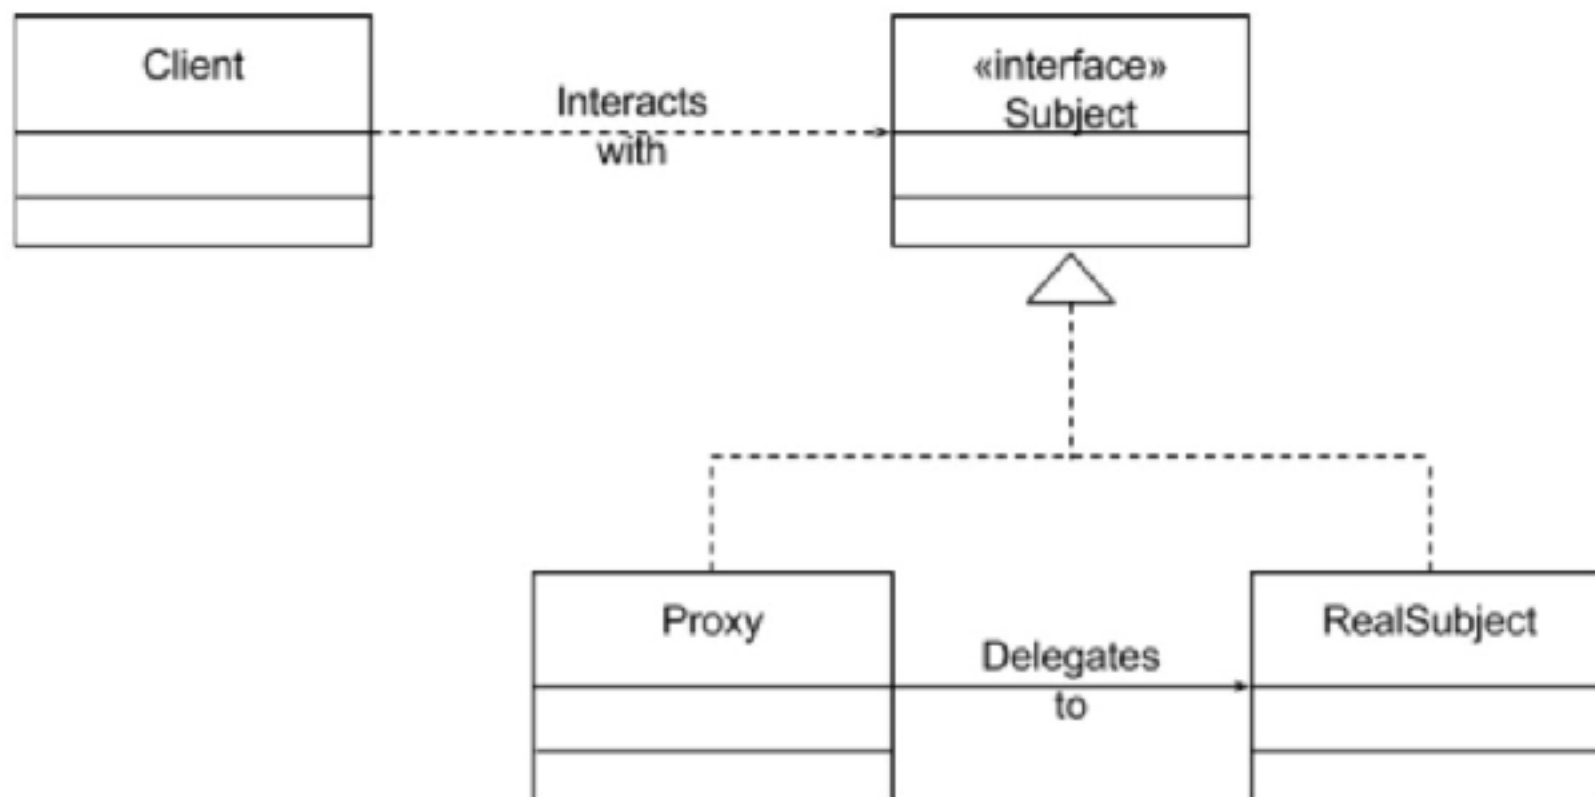 Client
Interacts
with
«interface»
Subject
Proxy
Delegates
to
RealSubject